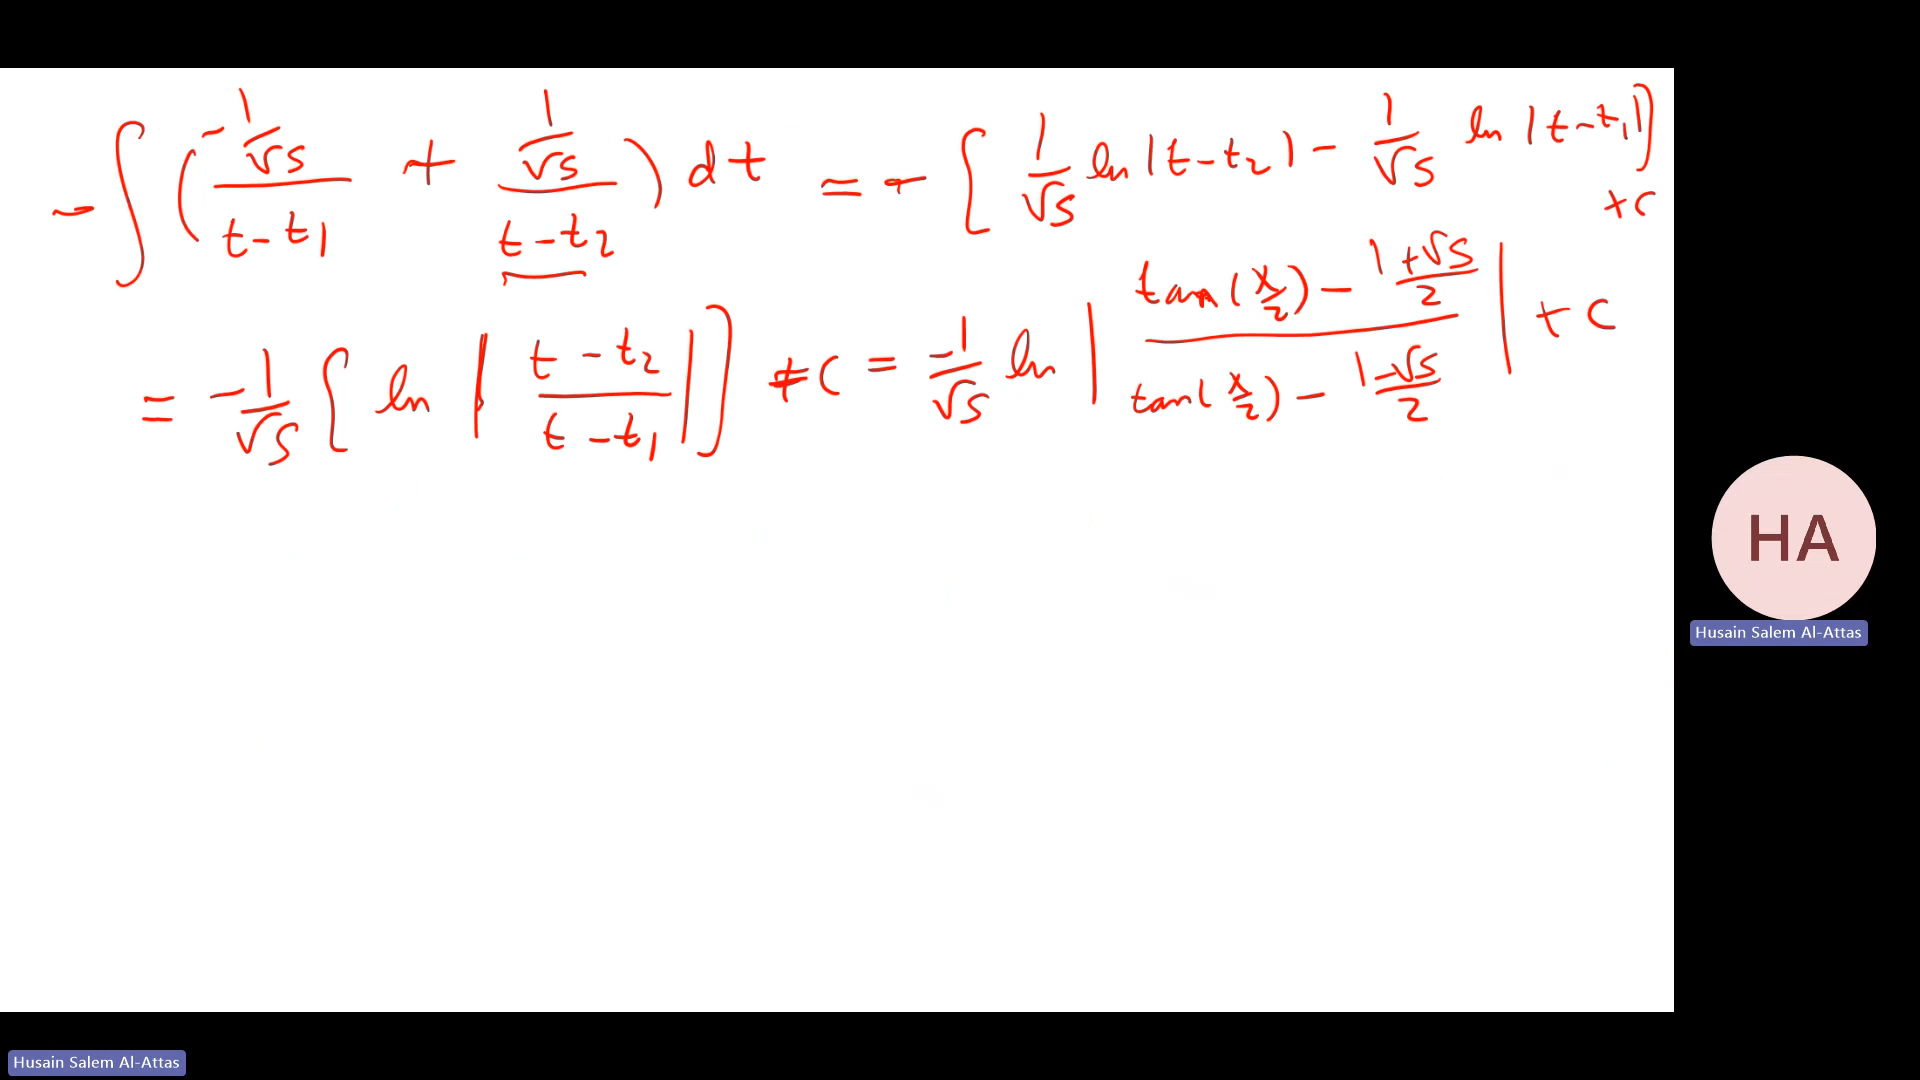 -∫( (-1/√5)/(t-t₁) + (1/√5)/(t-t₂) ) dt = -[ 1/√5 ln|t-t₂| - 1/√5 ln|t-t₁| ] + c
= -1/√5 [ ln | (t-t₂)/(t-t₁) | ] + c = -1/√5 ln | (tan(x/2) - (1+√5)/2)/(tan(x/2) - (1-√5)/2) | + c
HA
Husain Salem Al-Attas
Husain Salem Al-Attas